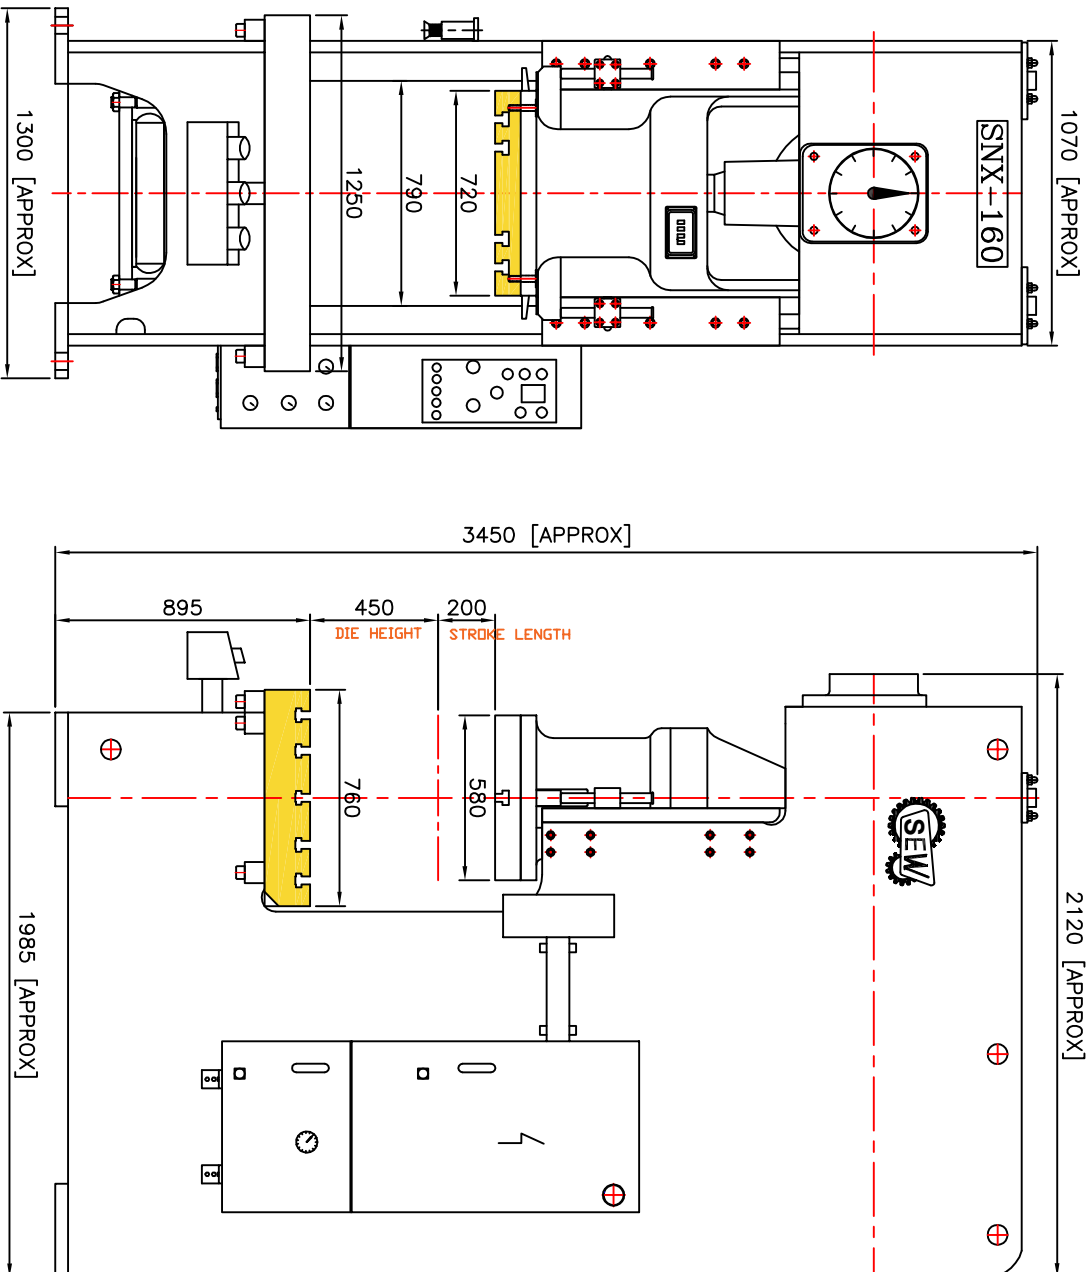 1070 [APPROX]
SNX-160
1300 [APPROX]
1250
790
720
3450 [APPROX]
895
450
200
DIE HEIGHT
STROKE LENGTH
760
580
SEW
1985 [APPROX]
2120 [APPROX]